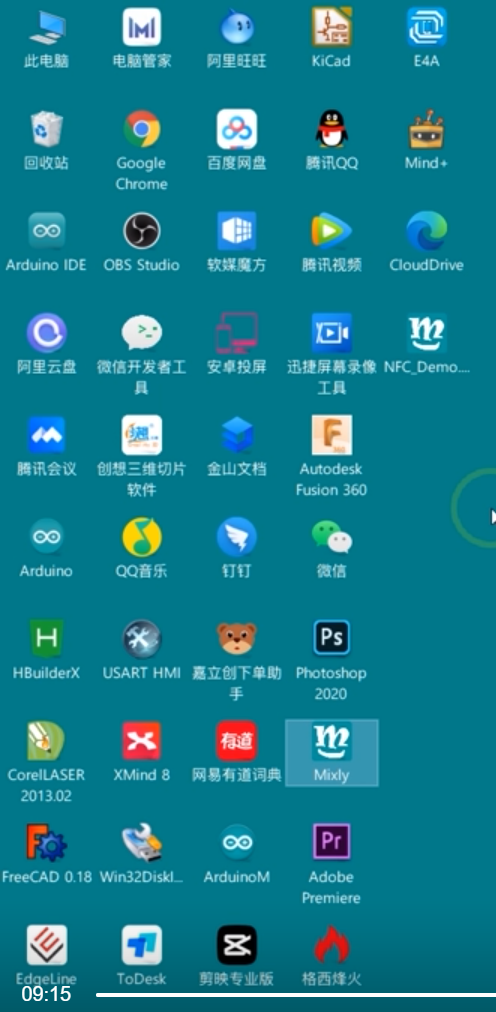 此电脑
电脑管家
阿里旺旺
KiCad
E4A
回收站
Google
Chrome
百度网盘
腾讯QQ
Mind+
Arduino IDE
OBS Studio
软媒魔方
腾讯视频
CloudDrive
阿里云盘
微信开发者工
具
安卓投屏
迅捷屏幕录像
工具
NFC_Demo....
腾讯会议
创想三维切片
软件
金山文档
Autodesk
Fusion 360
Arduino
QQ音乐
钉钉
微信
HBuilderX
USART HMI
嘉立创下单助
手
Photoshop
2020
CorelLASER
2013.02
XMind 8
有道
网易有道词典
Mixly
FreeCAD 0.18
Win32DiskI...
ArduinoM
Adobe
Premiere
EdgeLine
ToDesk
剪映专业版
格西烽火
09:15